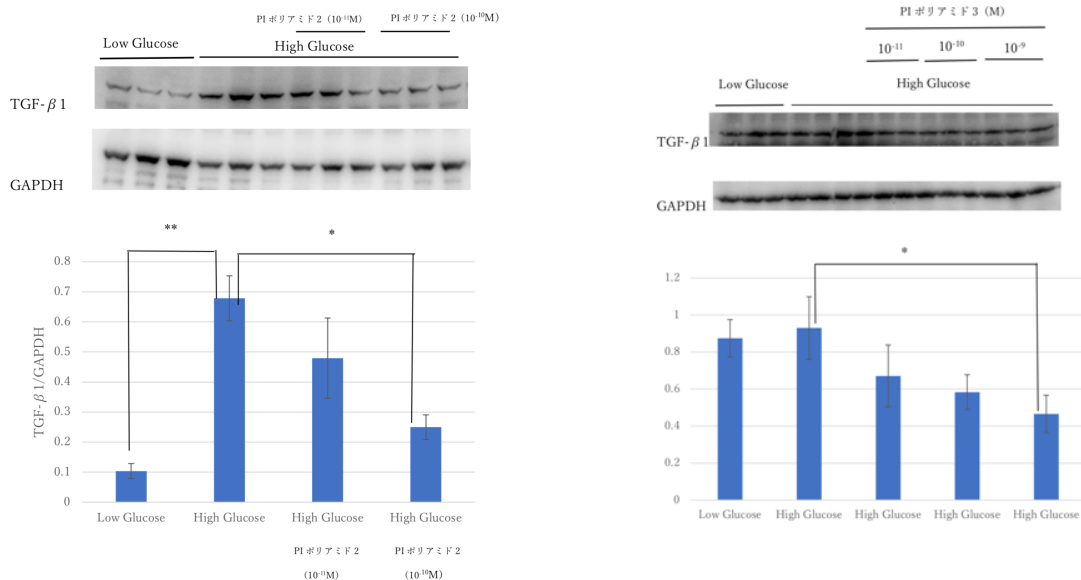 PI ポリアミド 2（10⁻¹¹M）
PI ポリアミド 2（10⁻¹⁰M）
Low Glucose
High Glucose
TGF-β1
GAPDH
**
*
0.8
0.7
0.6
0.5
0.4
0.3
0.2
0.1
0
TGF-β1/GAPDH
Low Glucose
High Glucose
High Glucose
High Glucose
PI ポリアミド 2
(10⁻¹¹M)
PI ポリアミド 2
(10⁻¹⁰M)
PI ポリアミド 3（M）
10⁻¹¹
10⁻¹⁰
10⁻⁹
Low Glucose
High Glucose
TGF-β1
GAPDH
*
1.2
1
0.8
0.6
0.4
0.2
0
Low Glucose
High Glucose
High Glucose
High Glucose
High Glucose